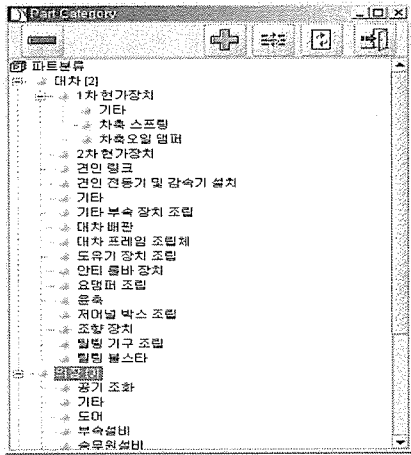 Part Category
파트분류
대차 [2]
1차현가장치
기타
차축 스프링
차축오일 댐퍼
2차현가장치
견인 링크
견인 전동기 및 감속기 설치
기타
기타 부속 장치 조립
대차 배관
대차 프레임 조립체
도유기 장치 조립
안티 롤바 장치
요댐퍼 조립
윤축
저머널 박스 조립
조향 장치
틸팅 기구 조립
틸팅 볼스타
공기 조화
기타
도어
부속설비
승무원설비